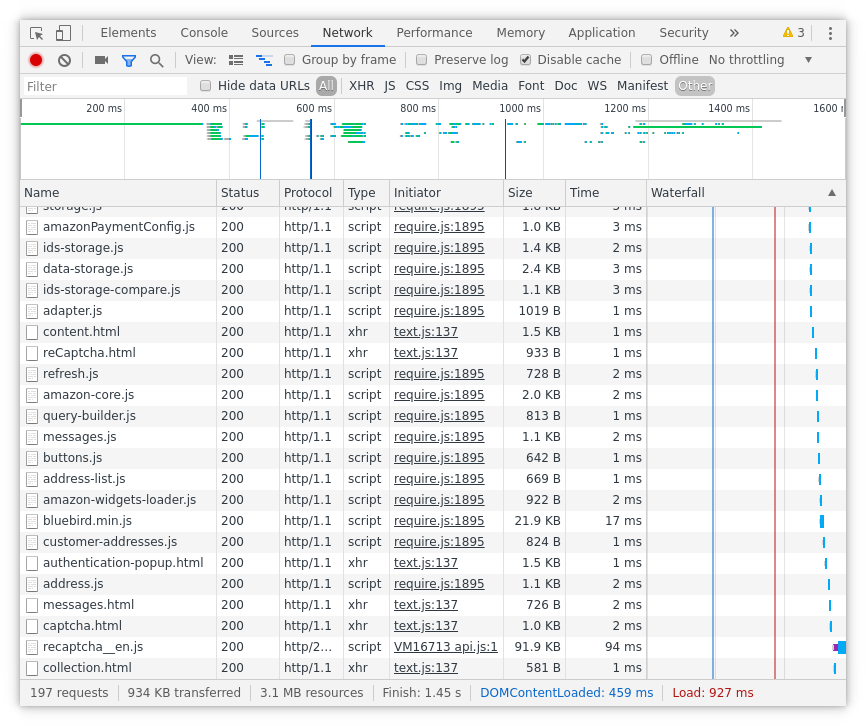 Elements Console Sources Network Performance Memory Application Security » 3
View: Group by frame Preserve log Disable cache Offline No throttling
Filter Hide data URLs All XHR JS CSS Img Media Font Doc WS Manifest Other
200 ms 400 ms 600 ms 800 ms 1000 ms 1200 ms 1400 ms 1600
Name Status Protocol Type Initiator Size Time Waterfall
storage.js 200 http/1.1 script require.js:1895 1.8 KB 3 ms
amazonPaymentConfig.js 200 http/1.1 script require.js:1895 1.0 KB 3 ms
ids-storage.js 200 http/1.1 script require.js:1895 1.4 KB 2 ms
data-storage.js 200 http/1.1 script require.js:1895 2.4 KB 3 ms
ids-storage-compare.js 200 http/1.1 script require.js:1895 1.1 KB 3 ms
adapter.js 200 http/1.1 script require.js:1895 1019 B 1 ms
content.html 200 http/1.1 xhr text.js:137 1.5 KB 1 ms
reCaptcha.html 200 http/1.1 xhr text.js:137 933 B 1 ms
refresh.js 200 http/1.1 script require.js:1895 728 B 2 ms
amazon-core.js 200 http/1.1 script require.js:1895 2.0 KB 2 ms
query-builder.js 200 http/1.1 script require.js:1895 813 B 1 ms
messages.js 200 http/1.1 script require.js:1895 1.1 KB 2 ms
buttons.js 200 http/1.1 script require.js:1895 642 B 1 ms
address-list.js 200 http/1.1 script require.js:1895 669 B 1 ms
amazon-widgets-loader.js 200 http/1.1 script require.js:1895 922 B 2 ms
bluebird.min.js 200 http/1.1 script require.js:1895 21.9 KB 17 ms
customer-addresses.js 200 http/1.1 script require.js:1895 824 B 1 ms
authentication-popup.html 200 http/1.1 xhr text.js:137 1.5 KB 1 ms
address.js 200 http/1.1 script require.js:1895 1.1 KB 2 ms
messages.html 200 http/1.1 xhr text.js:137 726 B 2 ms
captcha.html 200 http/1.1 xhr text.js:137 1.0 KB 2 ms
recaptcha__en.js 200 http/2... script VM16713 api.js:1 91.9 KB 94 ms
collection.html 200 http/1.1 xhr text.js:137 581 B 1 ms
197 requests 934 KB transferred 3.1 MB resources Finish: 1.45 s DOMContentLoaded: 459 ms Load: 927 ms